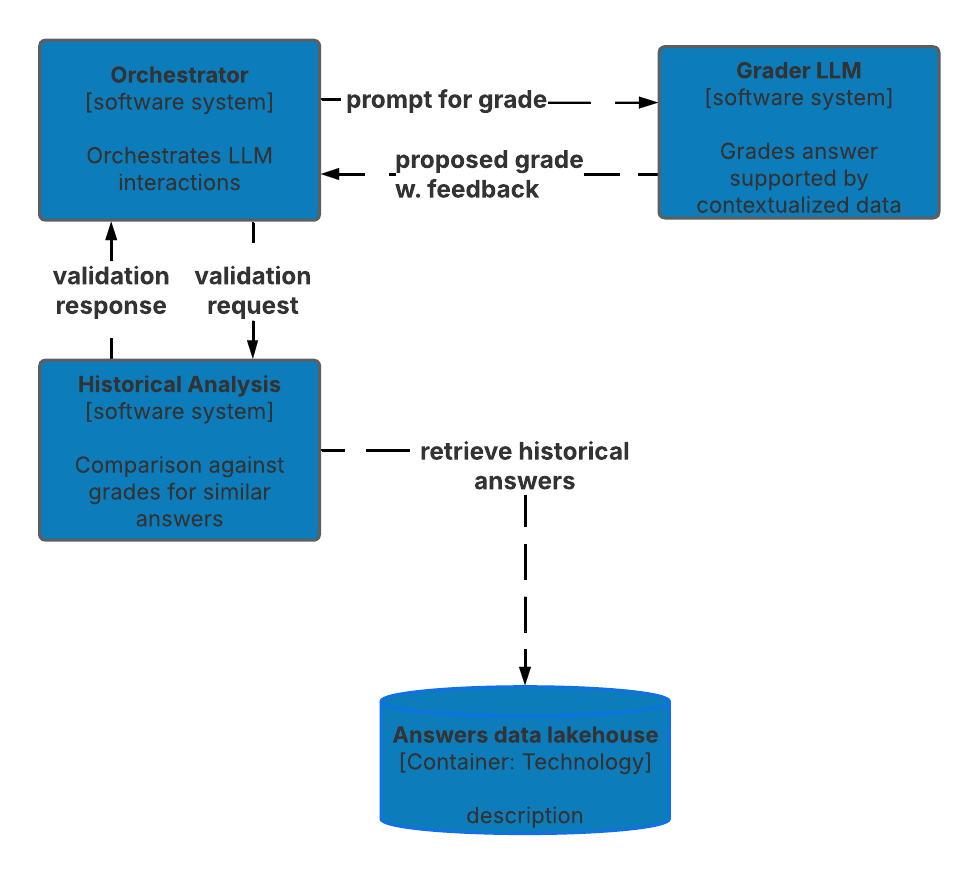 Orchestrator
[software system]
Orchestrates LLM
interactions
prompt for grade
Grader LLM
[software system]
Grades answer
supported by
contextualized data
proposed grade
w. feedback
validation
response
validation
request
Historical Analysis
[software system]
Comparison against
grades for similar
answers
retrieve historical
answers
Answers data lakehouse
[Container: Technology]
description